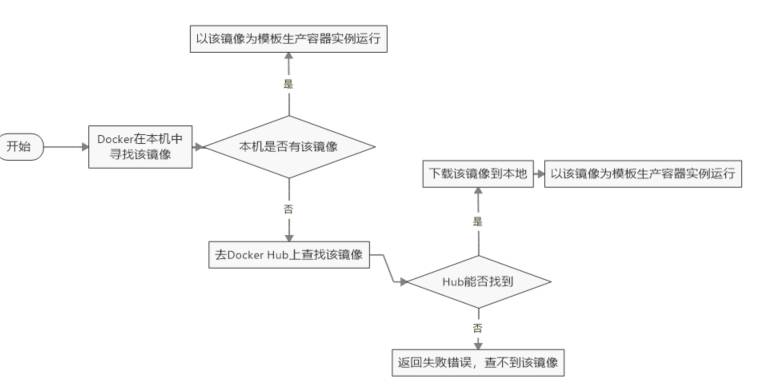 以该镜像为模板生产容器实例运行
是
开始
Docker在本机中
寻找该镜像
本机是否有该镜像
下载该镜像到本地
以该镜像为模板生产容器实例运行
否
是
去Docker Hub上查找该镜像
Hub能否找到
否
返回失败错误，查不到该镜像